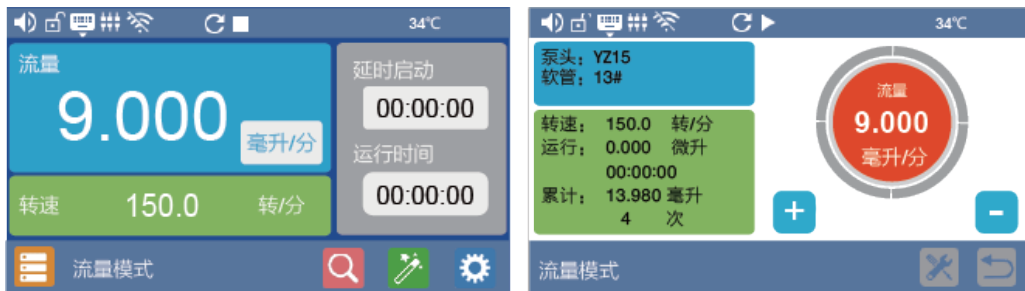 34℃
流量
9.000
毫升/分
转速 150.0 转/分
延时启动
00:00:00
运行时间
00:00:00
流量模式
34℃
泵头：YZ15
软管：13#
转速： 150.0 转/分
运行： 0.000 微升
00:00:00
累计： 13.980 毫升
4 次
流量
9.000
毫升/分
+
-
流量模式